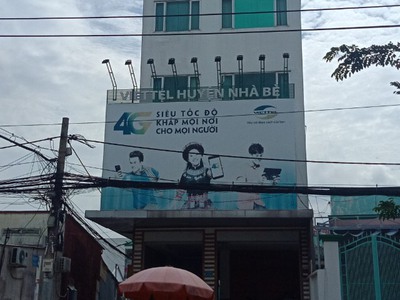 VIETTEL HUYỆN NHÀ BÈ
4G
SIÊU TỐC ĐỘ
KHẮP MỌI NƠI
CHO MỌI NGƯỜI